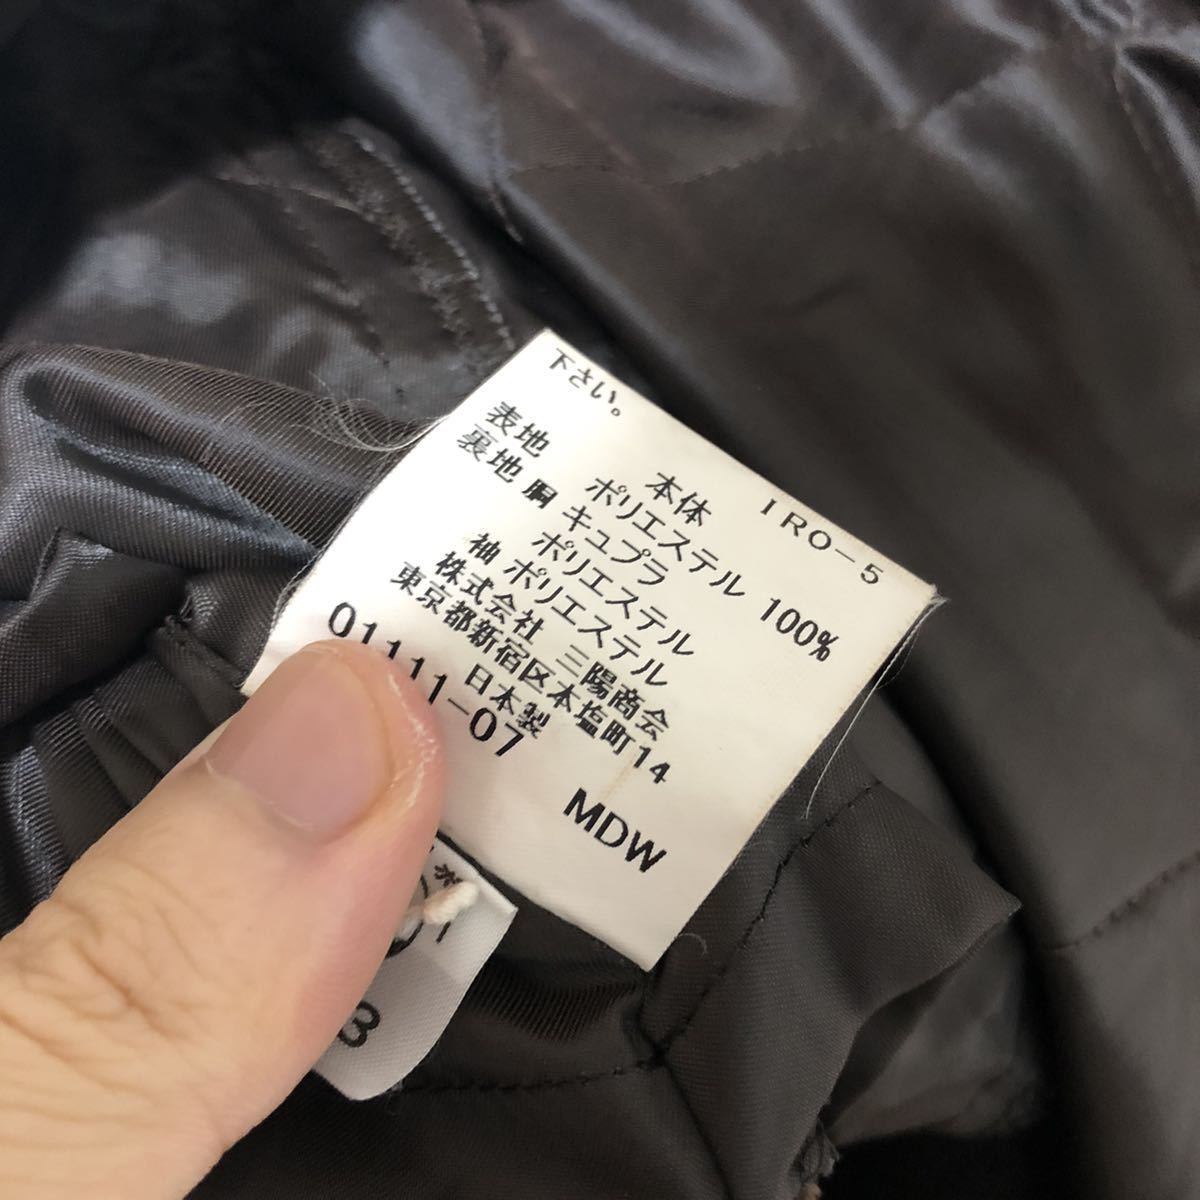 下さい。
本体 IRO-5
表地 ポリエステル 100%
裏地 胴 キュプラ
ポリエステル
袖 ポリエステル
株式会社 三陽商会
東京都新宿区本塩町14
日本製
01111-07 MDW
3